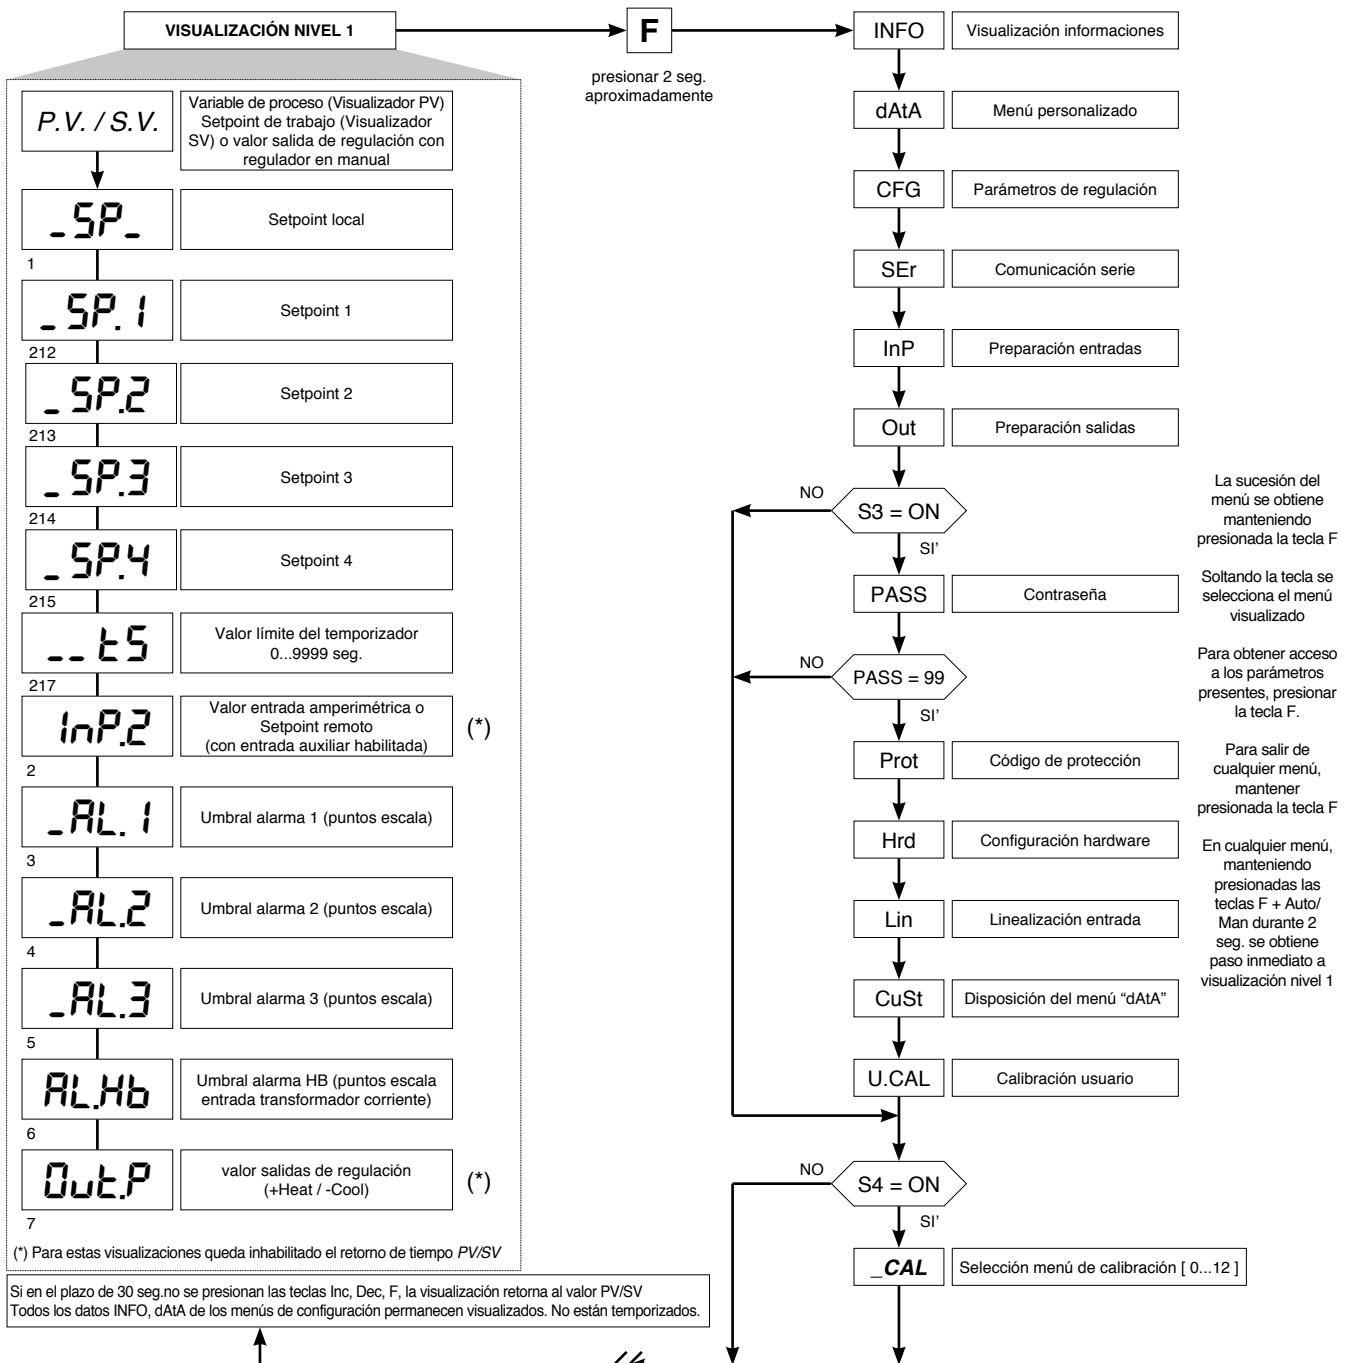 VISUALIZACIÓN NIVEL 1
F
presionar 2 seg.
aproximadamente
P.V. / S.V.
Variable de proceso (Visualizador PV)
Setpoint de trabajo (Visualizador
SV) o valor salida de regulación con
regulador en manual
_SP_
Setpoint local
1
_SP.1
Setpoint 1
212
_SP.2
Setpoint 2
213
_SP.3
Setpoint 3
214
_SP.4
Setpoint 4
215
__tS
Valor límite del temporizador
0...9999 seg.
217
InP.2
Valor entrada amperimétrica o
Setpoint remoto
(con entrada auxiliar habilitada)
(*)
2
_AL.1
Umbral alarma 1 (puntos escala)
3
_AL.2
Umbral alarma 2 (puntos escala)
4
_AL.3
Umbral alarma 3 (puntos escala)
5
AL.Hb
Umbral alarma HB (puntos escala
entrada transformador corriente)
6
Out.P
valor salidas de regulación
(+Heat / -Cool)
(*)
7
(*) Para estas visualizaciones queda inhabilitado el retorno de tiempo PV/SV
Si en el plazo de 30 seg.no se presionan las teclas Inc, Dec, F, la visualización retorna al valor PV/SV
Todos los datos INFO, dAtA de los menús de configuración permanecen visualizados. No están temporizados.
INFO
Visualización informaciones
dAtA
Menú personalizado
CFG
Parámetros de regulación
SEr
Comunicación serie
InP
Preparación entradas
Out
Preparación salidas
NO
S3 = ON
SI'
PASS
Contraseña
NO
PASS = 99
SI'
Prot
Código de protección
Hrd
Configuración hardware
Lin
Linealización entrada
CuSt
Disposición del menú “dAtA”
U.CAL
Calibración usuario
NO
S4 = ON
SI'
_CAL
Selección menú de calibración [ 0...12 ]
La sucesión del
menú se obtiene
manteniendo
presionada la tecla F
Soltando la tecla se
selecciona el menú
visualizado
Para obtener acceso
a los parámetros
presentes, presionar
la tecla F.
Para salir de
cualquier menú,
mantener
presionada la tecla F
En cualquier menú,
manteniendo
presionadas las
teclas F + Auto/
Man durante 2
seg. se obtiene
paso inmediato a
visualización nivel 1